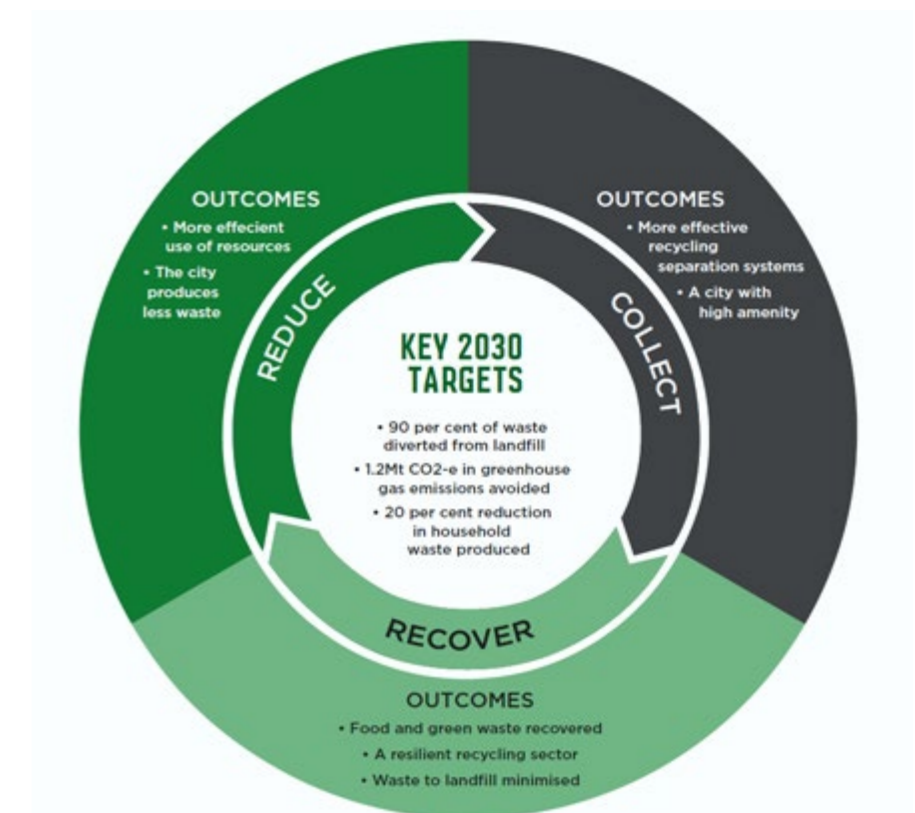 OUTCOMES
• More effecient
use of resources
• The city
produces
less waste
REDUCE
OUTCOMES
• More effective
recycling
separation systems
• A city with
high amenity
COLLECT
KEY 2030
TARGETS
• 90 per cent of waste
diverted from landfill
• 1.2Mt CO2-e in greenhouse
gas emissions avoided
• 20 per cent reduction
in household
waste produced
RECOVER
OUTCOMES
• Food and green waste recovered
• A resilient recycling sector
• Waste to landfill minimised